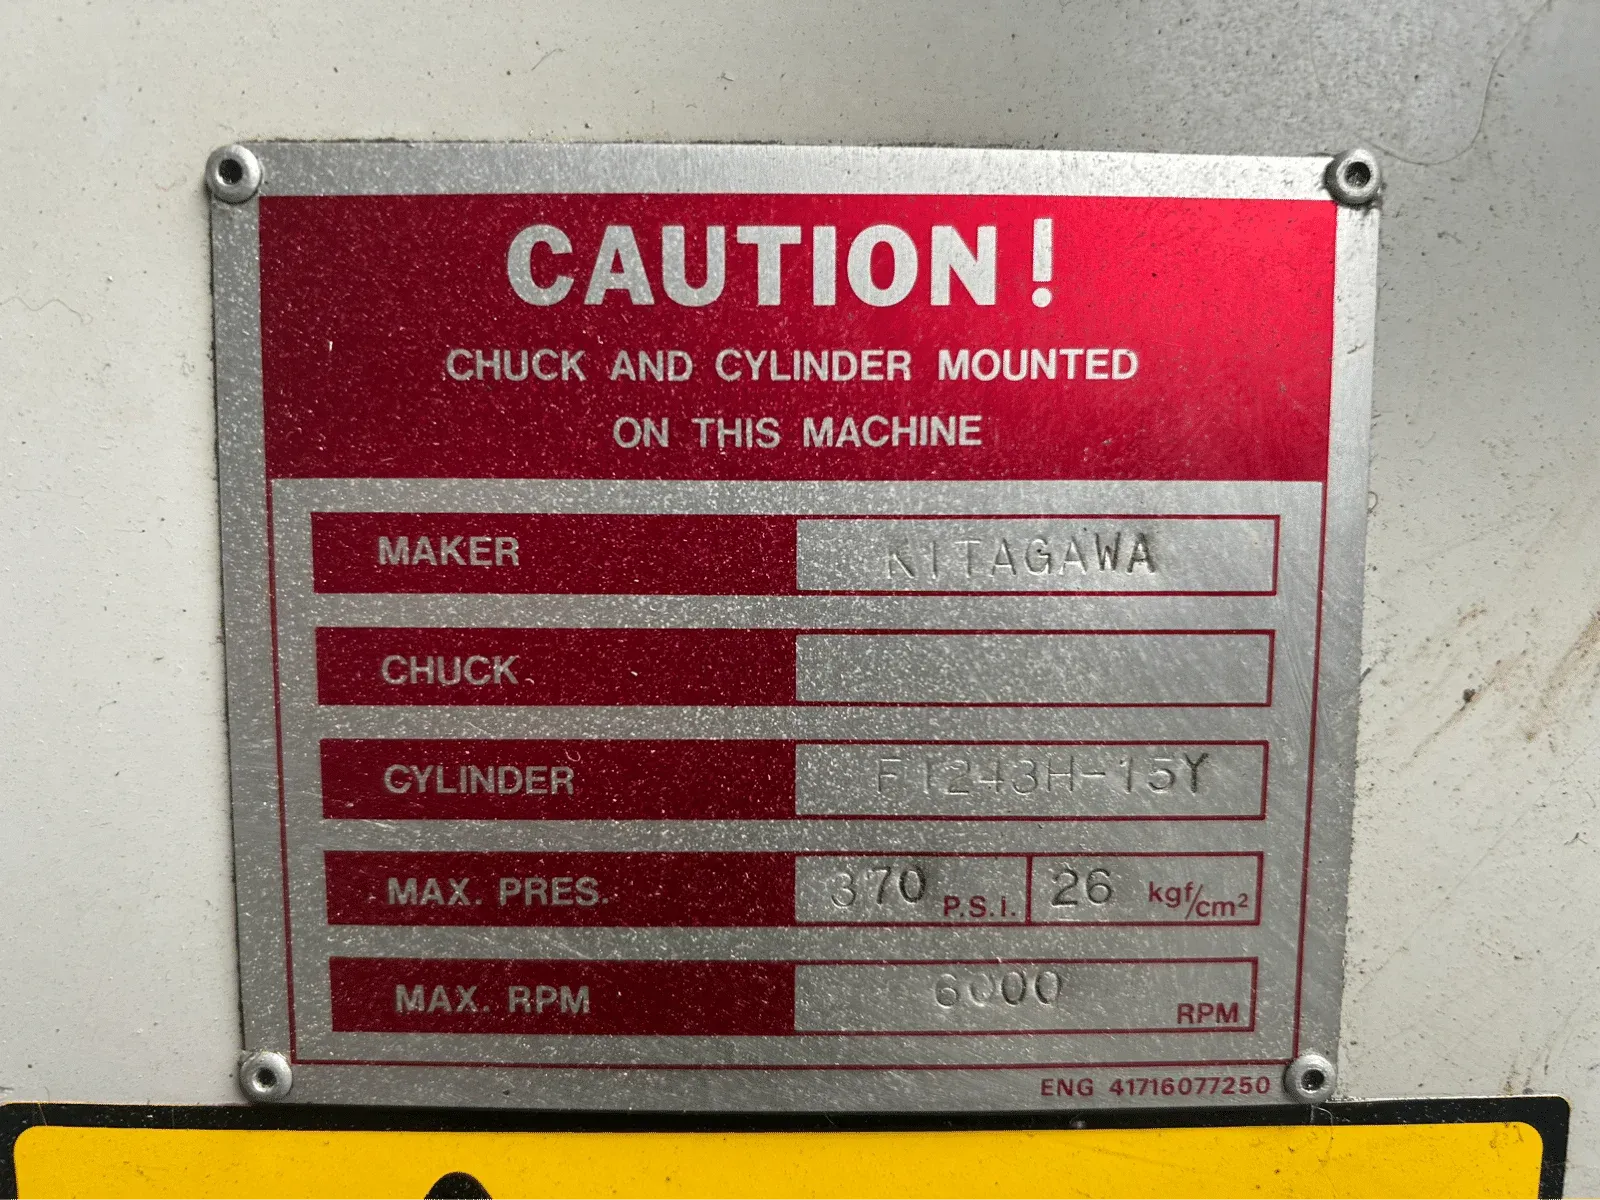 CAUTION!
CHUCK AND CYLINDER MOUNTED
ON THIS MACHINE
MAKER KITAGAWA
CHUCK
CYLINDER F1243H-15Y
MAX. PRES. 370 P.S.i. 26 kgf/cm²
MAX. RPM 6000 RPM
ENG 41716077250